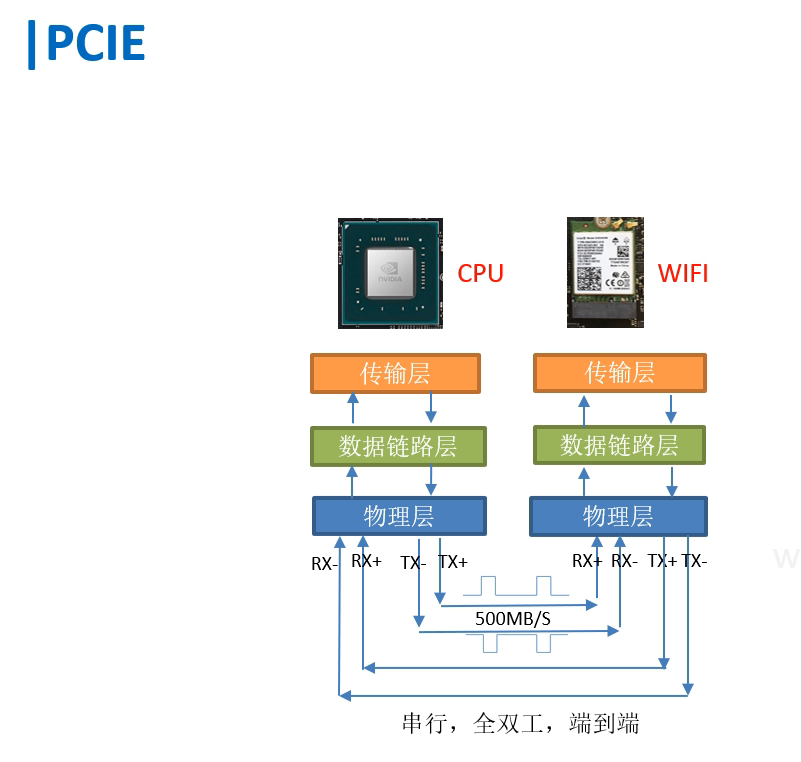 PCIE
NVIDIA
CPU
WIFI
传输层
传输层
数据链路层
数据链路层
物理层
物理层
RX- RX+ TX- TX+
RX+ RX- TX+ TX-
500MB/S
串行，全双工，端到端
W